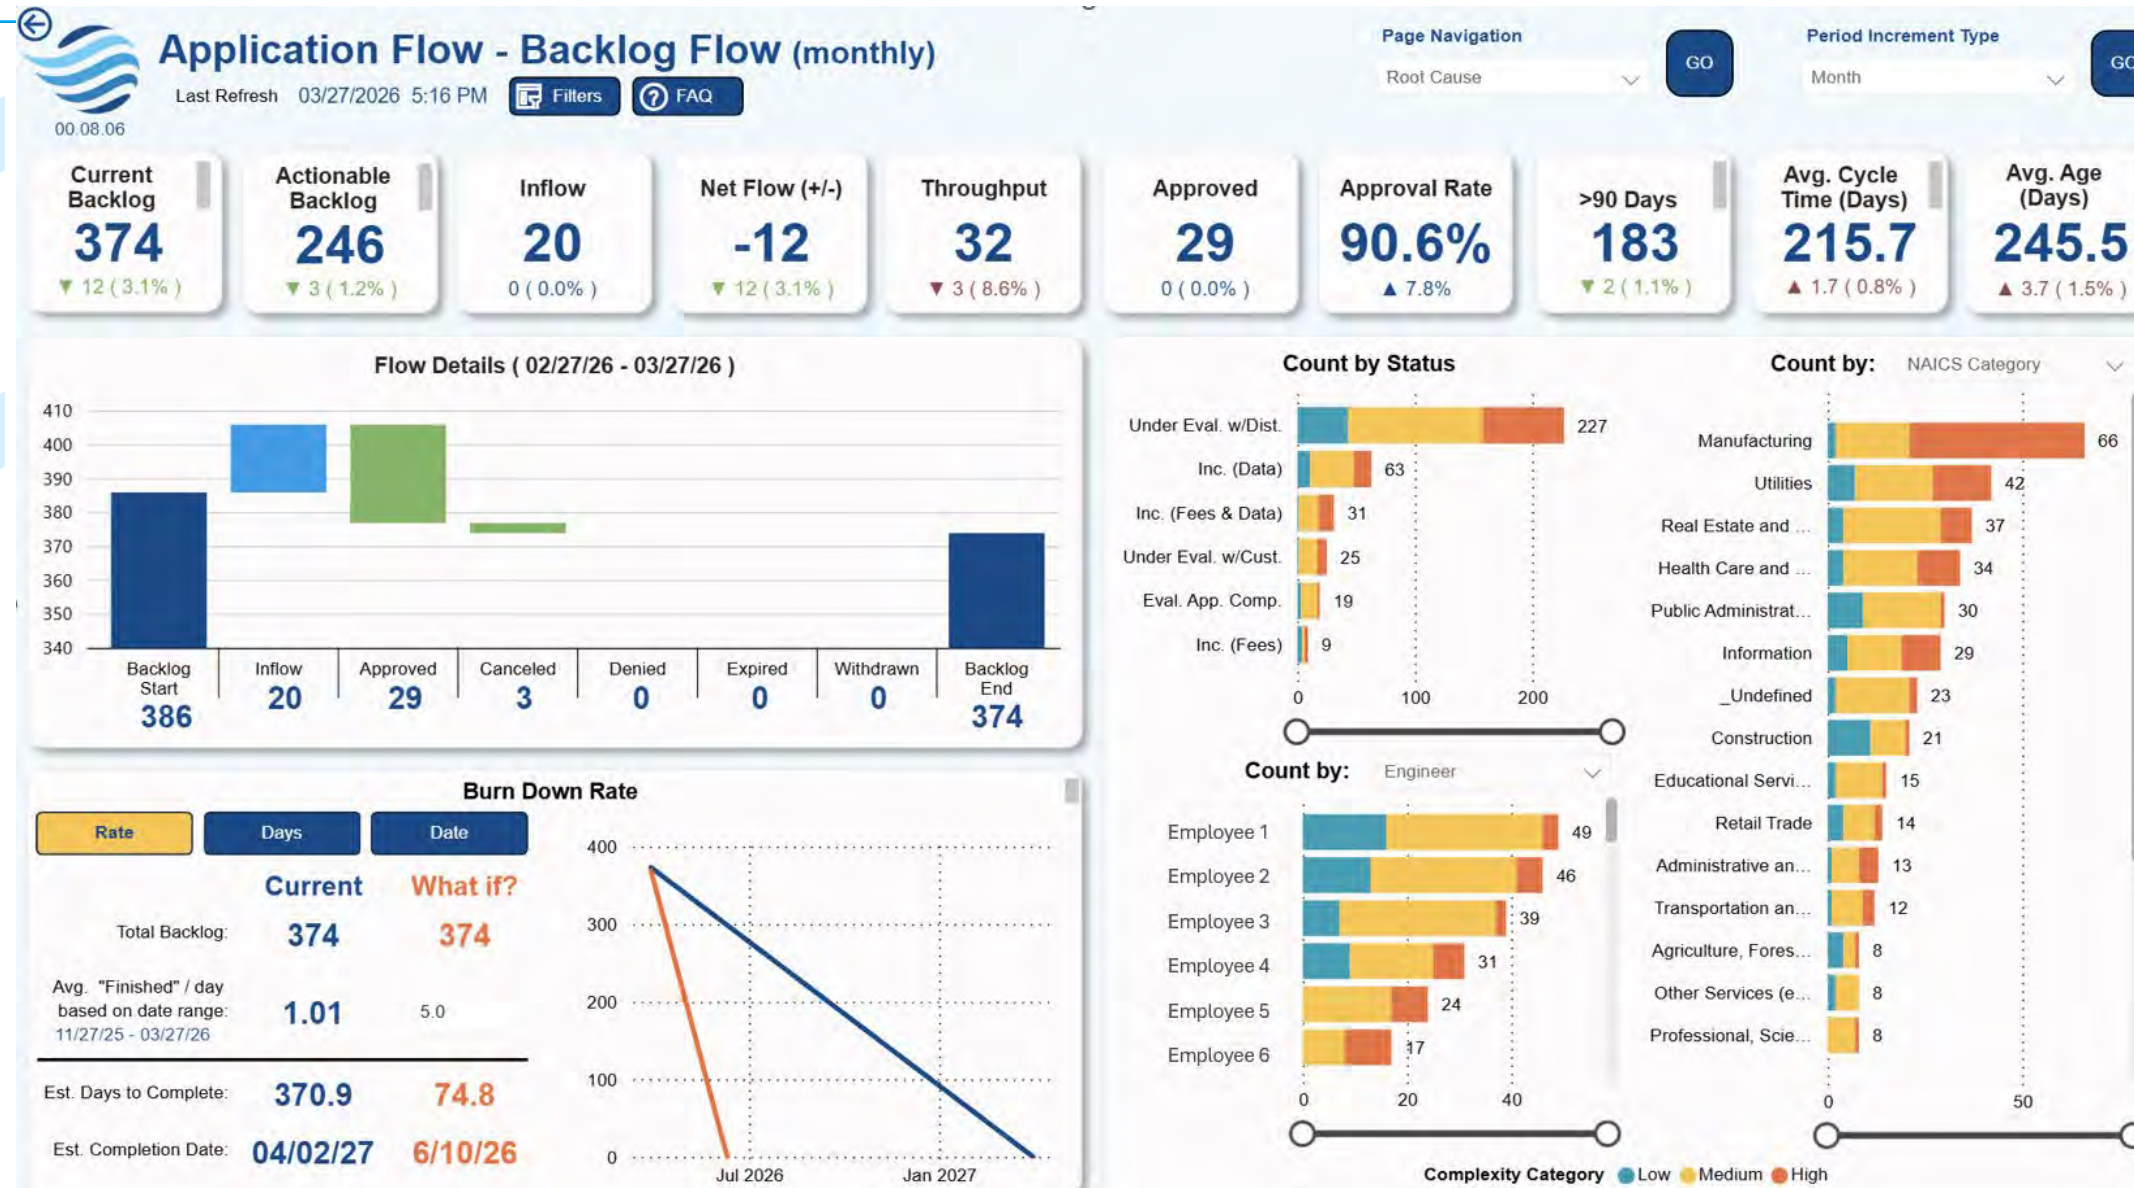 Application Flow - Backlog Flow (monthly)
Last Refresh 03/27/2026 5:16 PM Filters FAQ
00.08.06
Page Navigation
Root Cause
GO
Period Increment Type
Month
GO
Current Backlog
374
▼ 12 ( 3.1% )
Actionable Backlog
246
▼ 3 ( 1.2% )
Inflow
20
0 ( 0.0% )
Net Flow (+/-)
-12
▼ 12 ( 3.1% )
Throughput
32
▼ 3 ( 8.6% )
Approved
29
0 ( 0.0% )
Approval Rate
90.6%
▲ 7.8%
>90 Days
183
▼ 2 ( 1.1% )
Avg. Cycle Time (Days)
215.7
▲ 1.7 ( 0.8% )
Avg. Age (Days)
245.5
▲ 3.7 ( 1.5% )
Flow Details ( 02/27/26 - 03/27/26 )
410
400
390
380
370
360
350
340
Backlog Start
386
Inflow
20
Approved
29
Canceled
3
Denied
0
Expired
0
Withdrawn
0
Backlog End
374
Burn Down Rate
Rate Days Date
Current What if?
Total Backlog: 374 374
Avg. "Finished" / day
based on date range: 1.01 5.0
11/27/25 - 03/27/26
Est. Days to Complete: 370.9 74.8
Est. Completion Date: 04/02/27 6/10/26
400
300
200
100
0
Jul 2026 Jan 2027
Count by Status
Under Eval. w/Dist. 227
Inc. (Data) 63
Inc. (Fees & Data) 31
Under Eval. w/Cust. 25
Eval. App. Comp. 19
Inc. (Fees) 9
0 100 200
Count by: Engineer
Employee 1 49
Employee 2 46
Employee 3 39
Employee 4 31
Employee 5 24
Employee 6 17
0 20 40
Count by: NAICS Category
Manufacturing 66
Utilities 42
Real Estate and ... 37
Health Care and ... 34
Public Administrat... 30
Information 29
_Undefined 23
Construction 21
Educational Servi... 15
Retail Trade 14
Administrative an... 13
Transportation an... 12
Agriculture, Fores... 8
Other Services (e... 8
Professional, Scie... 8
0 50
Complexity Category Low Medium High